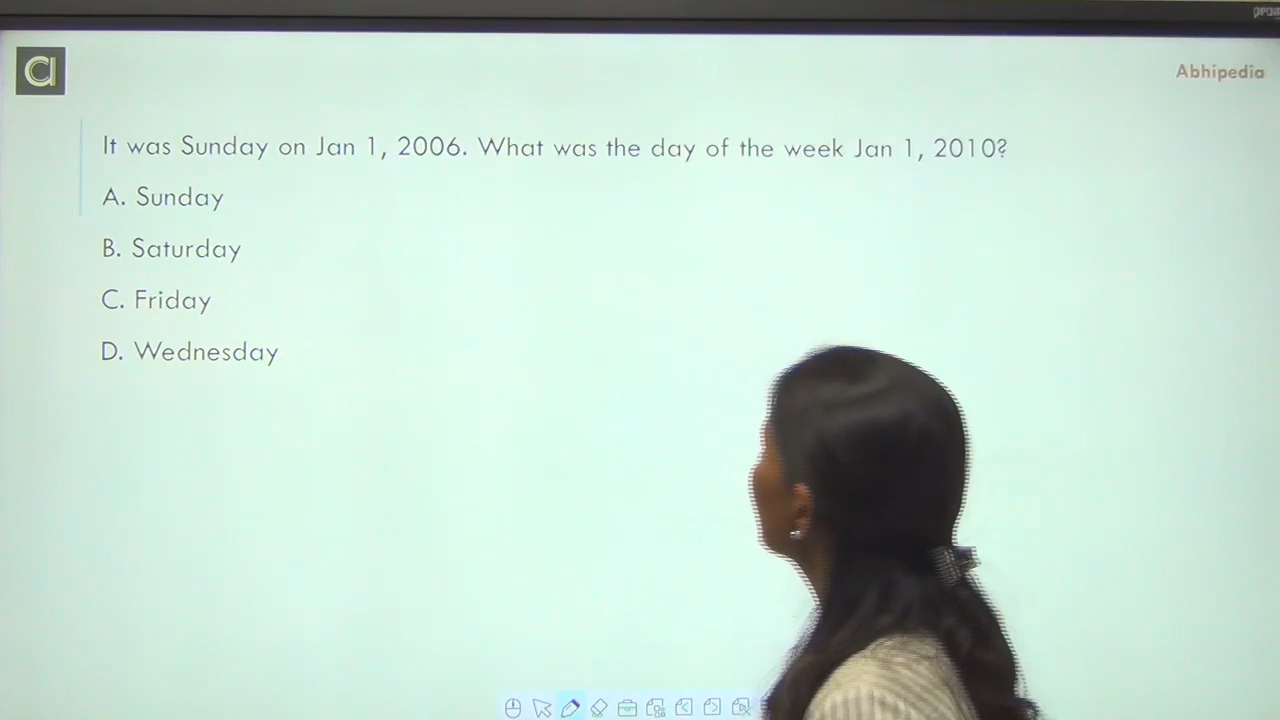 Abhipedia
It was Sunday on Jan 1, 2006. What was the day of the week Jan 1, 2010?
A. Sunday
B. Saturday
C. Friday
D. Wednesday